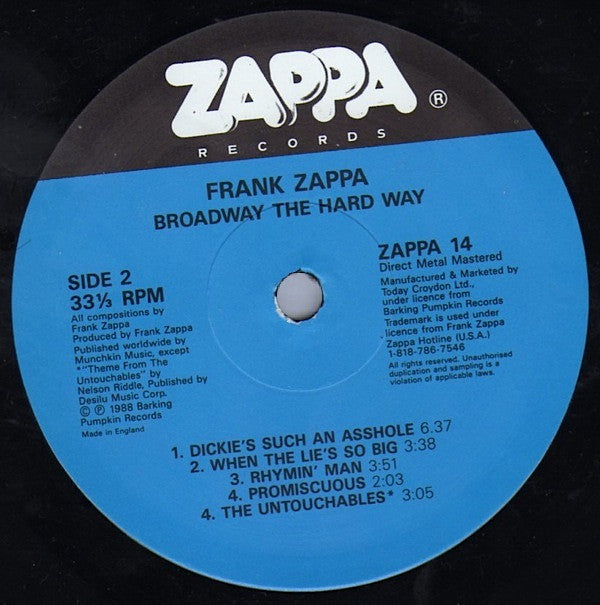 ZAPPA ®
RECORDS
FRANK ZAPPA
BROADWAY THE HARD WAY
SIDE 2
33⅓ RPM
All compositions by
Frank Zappa
Produced by Frank Zappa
Published worldwide by
Munchkin Music, except
*"Theme From The
Untouchables" by
Nelson Riddle, Published by
Desilu Music Corp.
© ℗ 1988 Barking
Pumpkin Records
Made in England
ZAPPA 14
Direct Metal Mastered
Manufactured & Marketed by
Today Croydon Ltd.,
under licence from
Barking Pumpkin Records
Trademark is used under
licence from Frank Zappa
Zappa Hotline (U.S.A.)
1-818-786-7546
All rights reserved. Unauthorised
duplication and sampling is a
violation of applicable laws.
1. DICKIE'S SUCH AN ASSHOLE 6.37
2. WHEN THE LIE'S SO BIG 3:38
3. RHYMIN' MAN 3:51
4. PROMISCUOUS 2:03
4. THE UNTOUCHABLES* 3:05